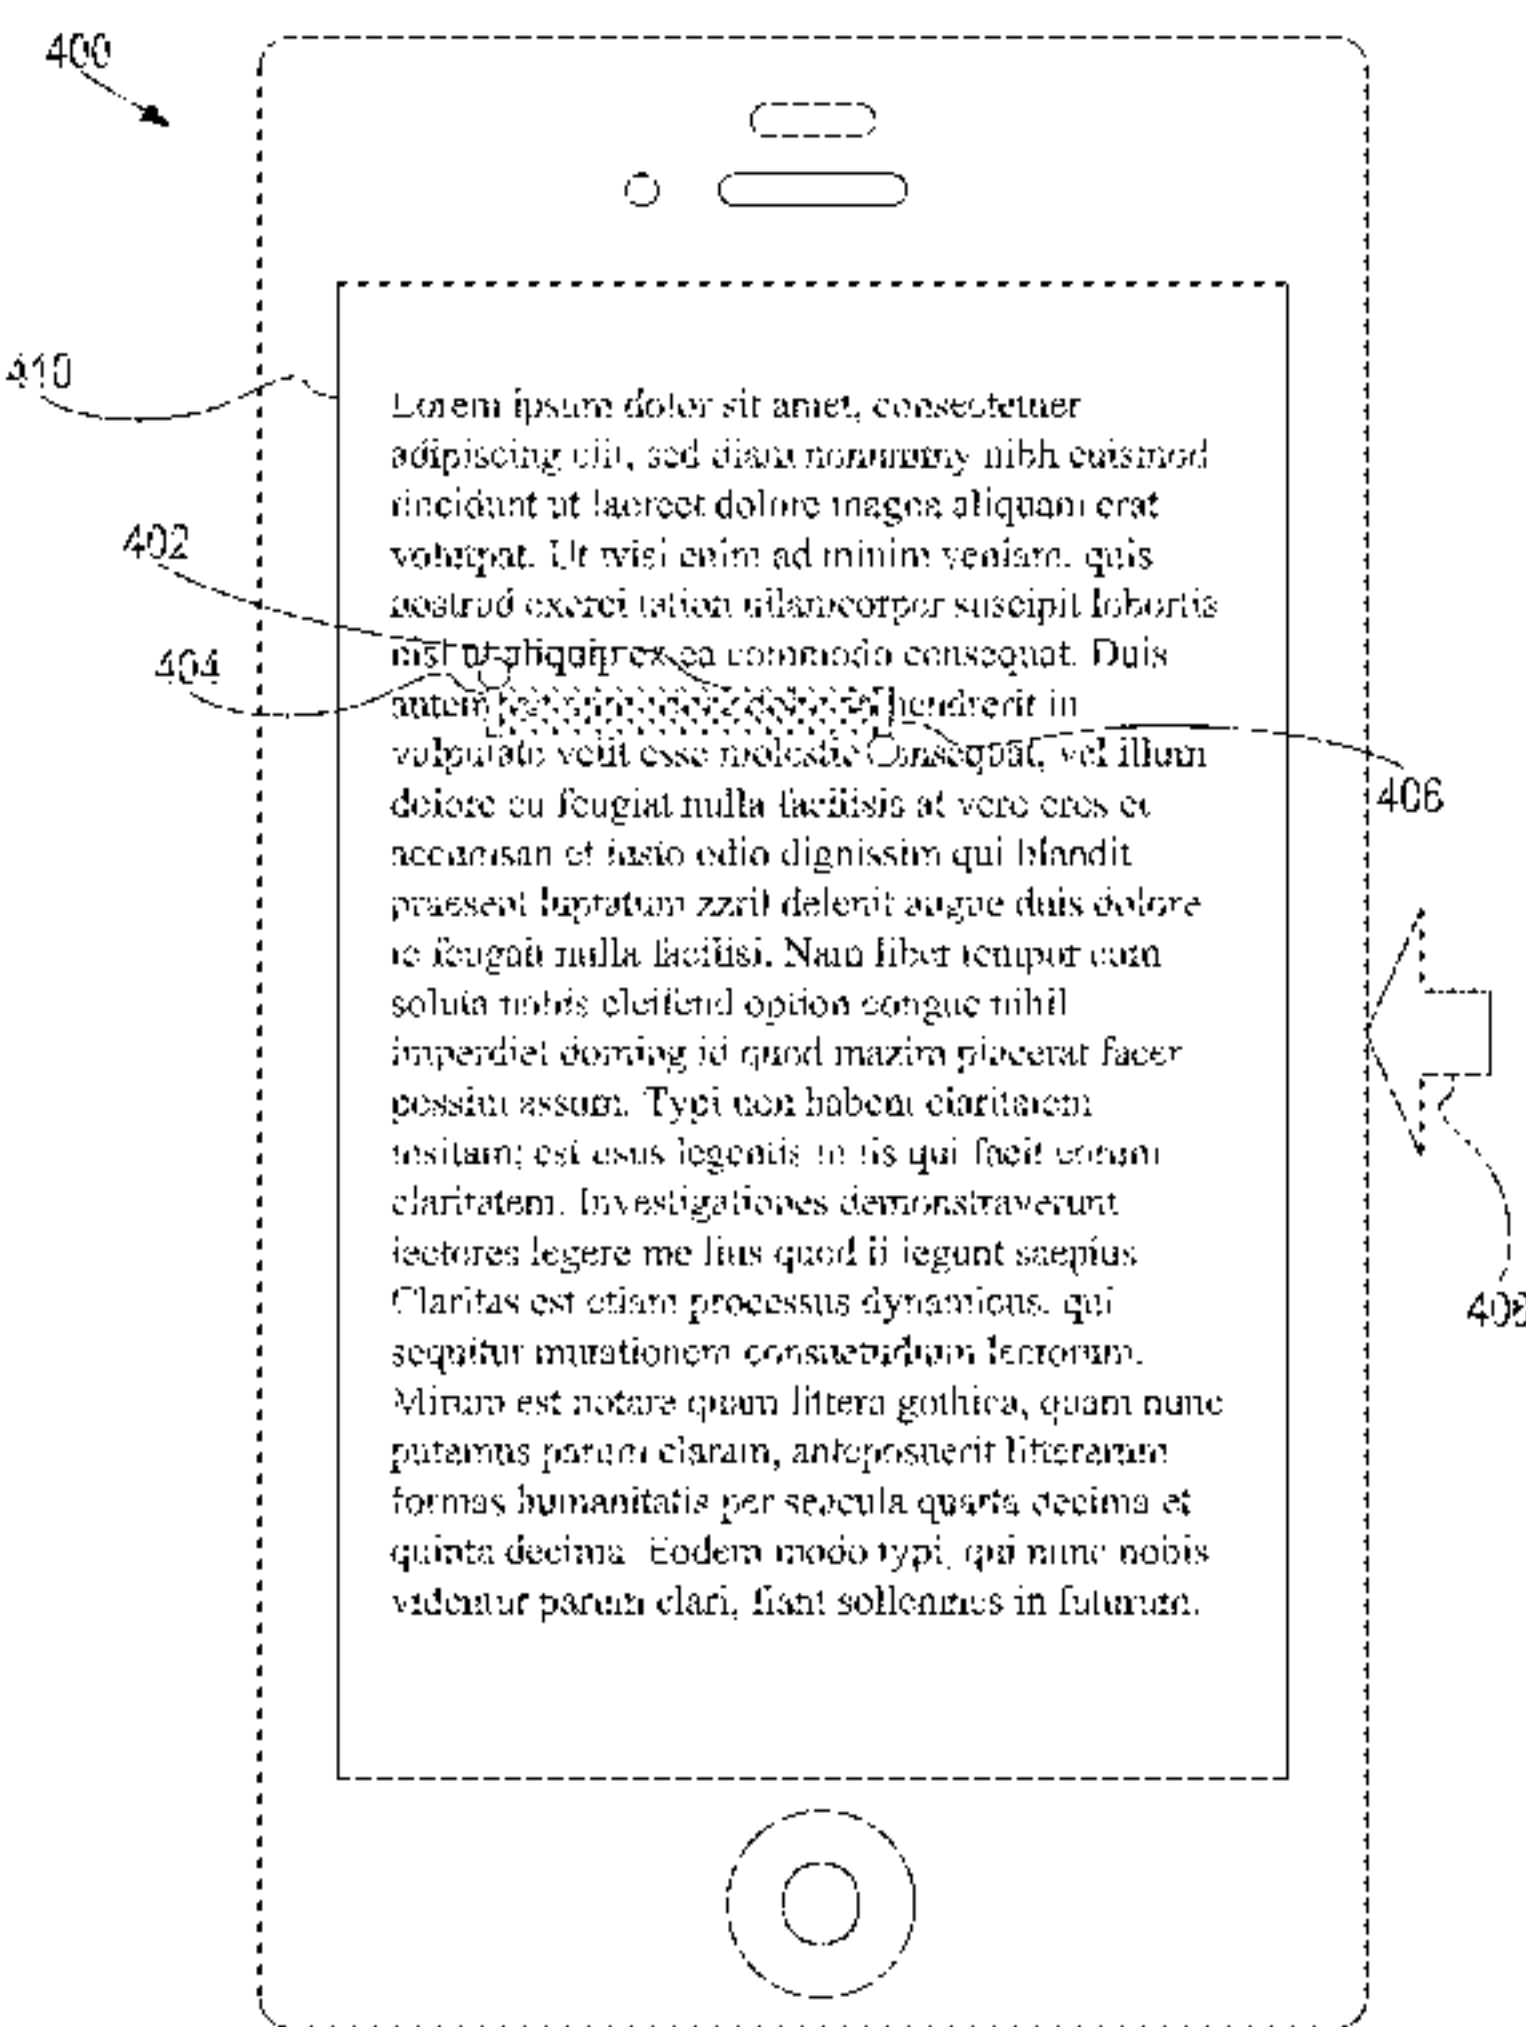 400
410
Lorem ipsum dolor sit amet, consectetuer
adipiscing elit, sed diam nonummy nibh euismod
tincidunt ut laoreet dolore magna aliquam erat
402
volutpat. Ut wisi enim ad minim veniam, quis
nostrud exerci tation ullamcorper suscipit lobortis
404
nisl ut aliquip ex ea commodo consequat. Duis
autem hendrerit in
vulputate velit esse molestie consequat, vel illum
406
dolore eu feugiat nulla facilisis at vero eros et
accumsan et iusto odio dignissim qui blandit
praesent luptatum zzril delenit augue duis dolore
te feugait nulla facilisi. Nam liber tempor cum
soluta nobis eleifend option congue nihil
imperdiet doming id quod mazim placerat facer
possim assum. Typi non habent claritatem
insitam; est usus legentis in iis qui facit eorum
claritatem. Investigationes demonstraverunt
lectores legere me lius quod ii legunt saepius
Claritas est etiam processus dynamicus, qui
408
sequitur mutationem consuetudium lectorum.
Mirum est notare quam littera gothica, quam nunc
putamus parum claram, anteposuerit litterarum
formas humanitatis per seacula quarta decima et
quinta decima. Eodem modo typi, qui nunc nobis
videntur parum clari, fiant sollemnes in futurum.